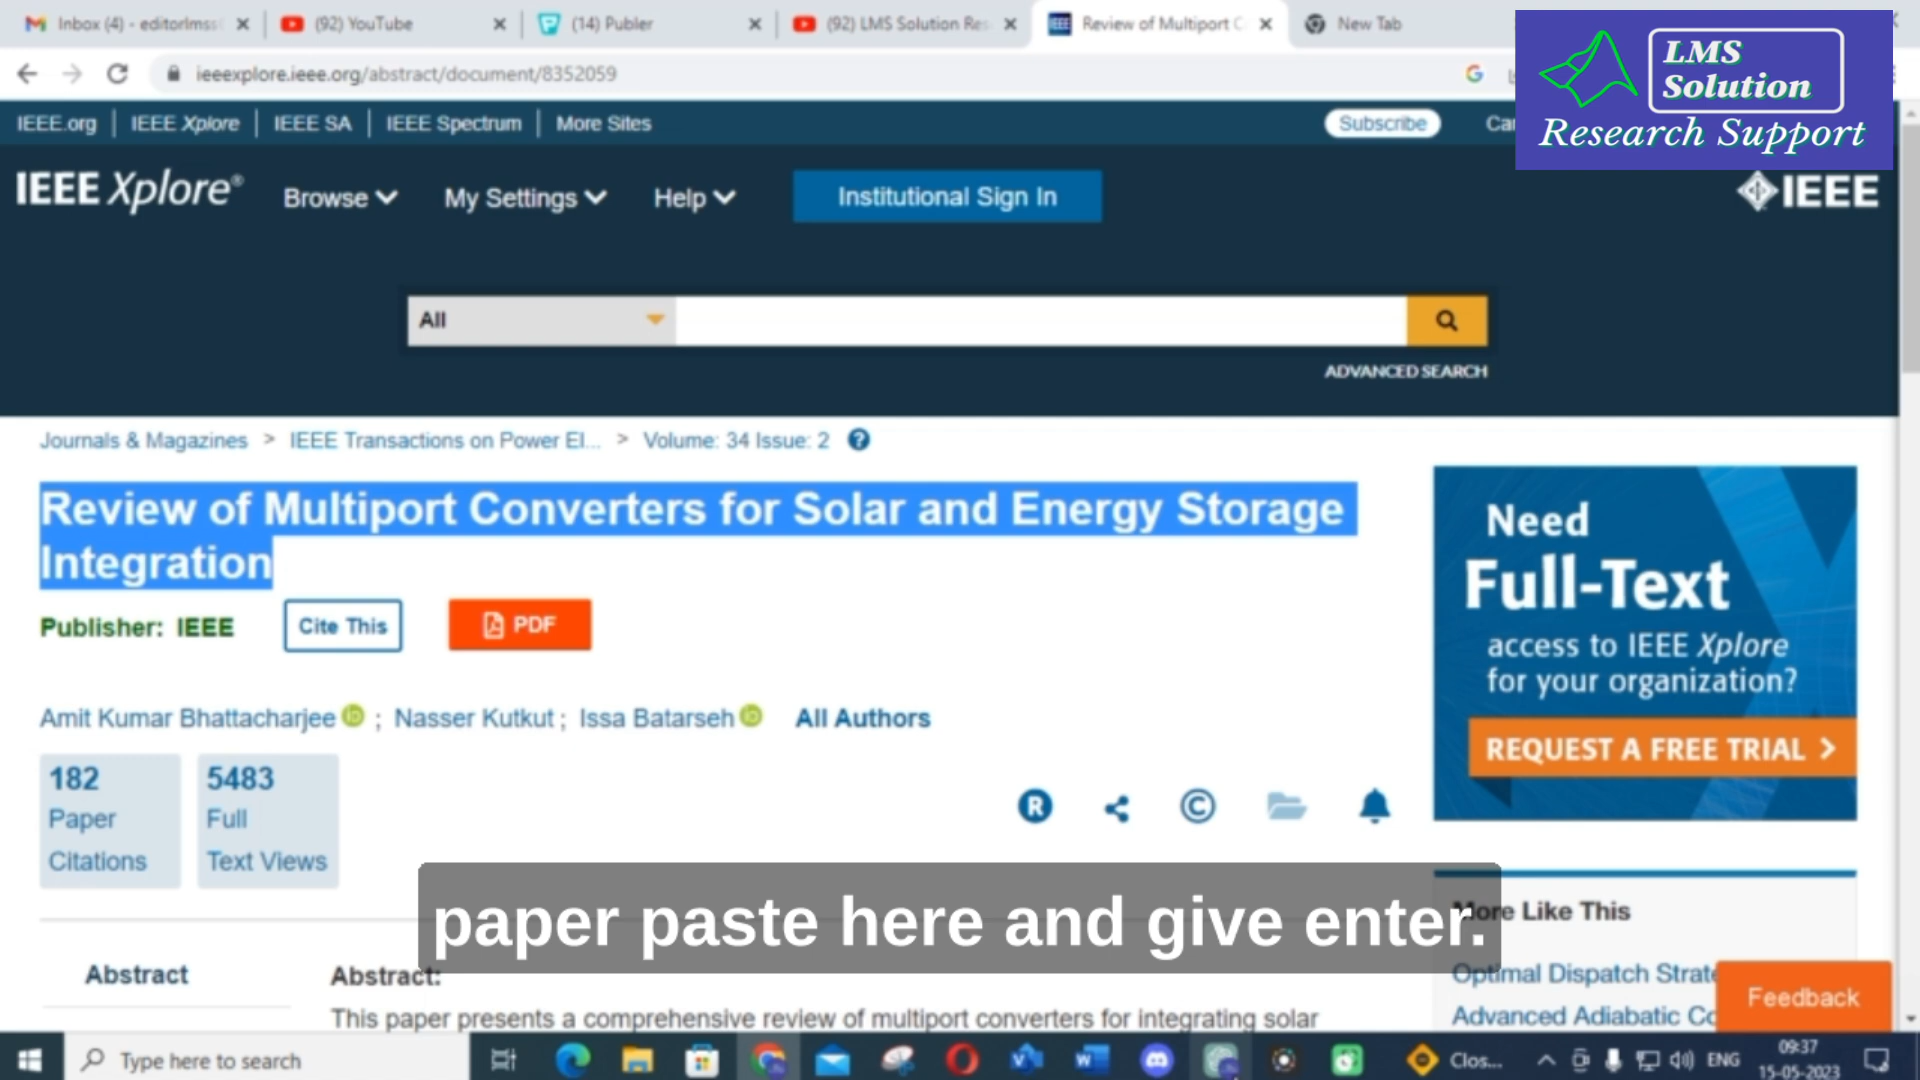 Inbox (4) - editorlmss
(92) YouTube
(14) Publer
(92) LMS Solution Res
Review of Multiport C
New Tab
ieeexplore.ieee.org/abstract/document/8352059
LMS
Solution
Research Support
IEEE.org
IEEE Xplore
IEEE SA
IEEE Spectrum
More Sites
Subscribe
IEEE Xplore®
Browse
My Settings
Help
Institutional Sign In
IEEE
All
ADVANCED SEARCH
Journals & Magazines > IEEE Transactions on Power El... > Volume: 34 Issue: 2
Review of Multiport Converters for Solar and Energy Storage
Integration
Publisher: IEEE
Cite This
PDF
Amit Kumar Bhattacharjee ; Nasser Kutkut ; Issa Batarseh
All Authors
182
Paper
Citations
5483
Full
Text Views
Need
Full-Text
access to IEEE Xplore
for your organization?
REQUEST A FREE TRIAL >
paper paste here and give enter.
More Like This
Optimal Dispatch Strate
Advanced Adiabatic Co
Feedback
Abstract
Abstract:
This paper presents a comprehensive review of multiport converters for integrating solar
Type here to search
Clos...
ENG
09:37
15-05-2023